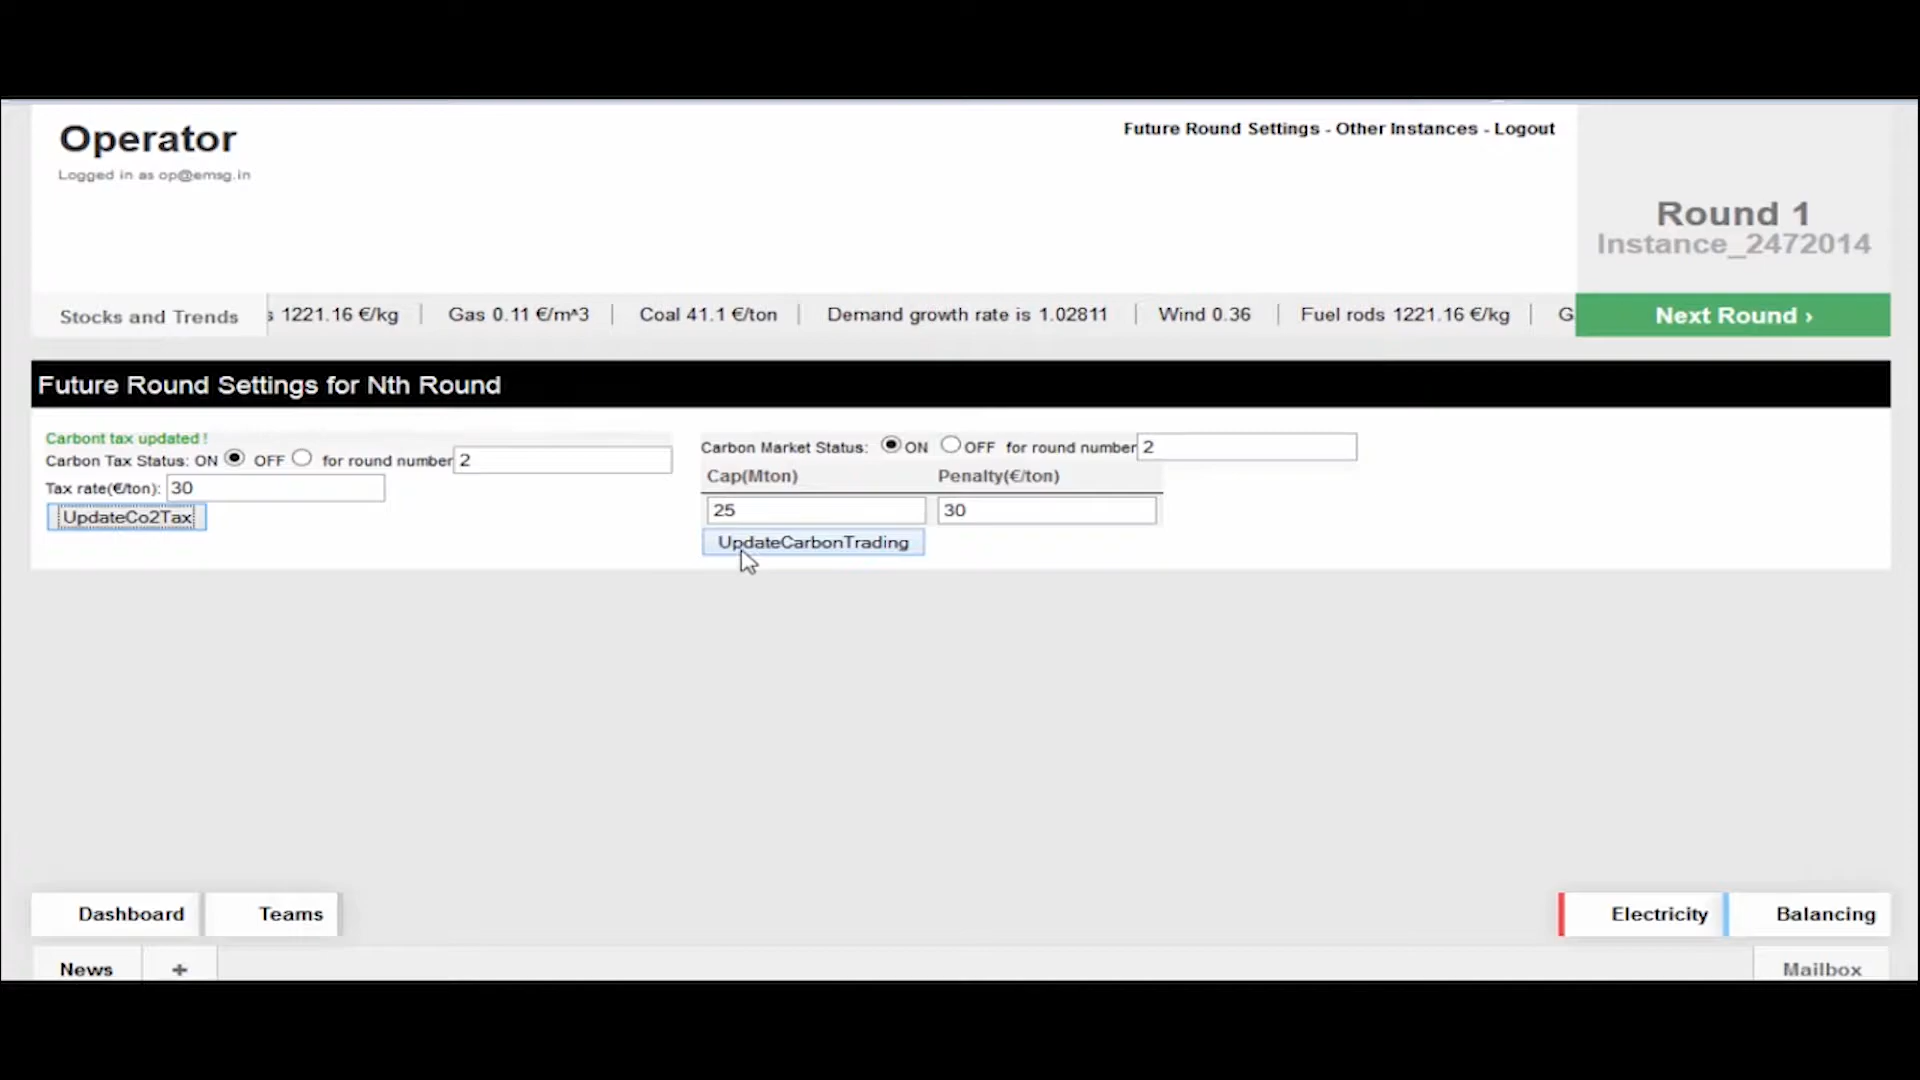 Operator
Logged in as op@emsg.in
Future Round Settings - Other Instances - Logout
Round 1
Instance_2472014
Stocks and Trends
s 1221.16 €/kg | Gas 0.11 €/m^3 | Coal 41.1 €/ton | Demand growth rate is 1.02811 | Wind 0.36 | Fuel rods 1221.16 €/kg | G
Next Round ›
Future Round Settings for Nth Round
Carbont tax updated !
Carbon Tax Status: ON OFF for round number 2
Tax rate(€/ton): 30
UpdateCo2Tax
Carbon Market Status: ON OFF for round number 2
Cap(Mton) Penalty(€/ton)
25 30
UpdateCarbonTrading
Dashboard Teams
Electricity Balancing
News +
Mailbox